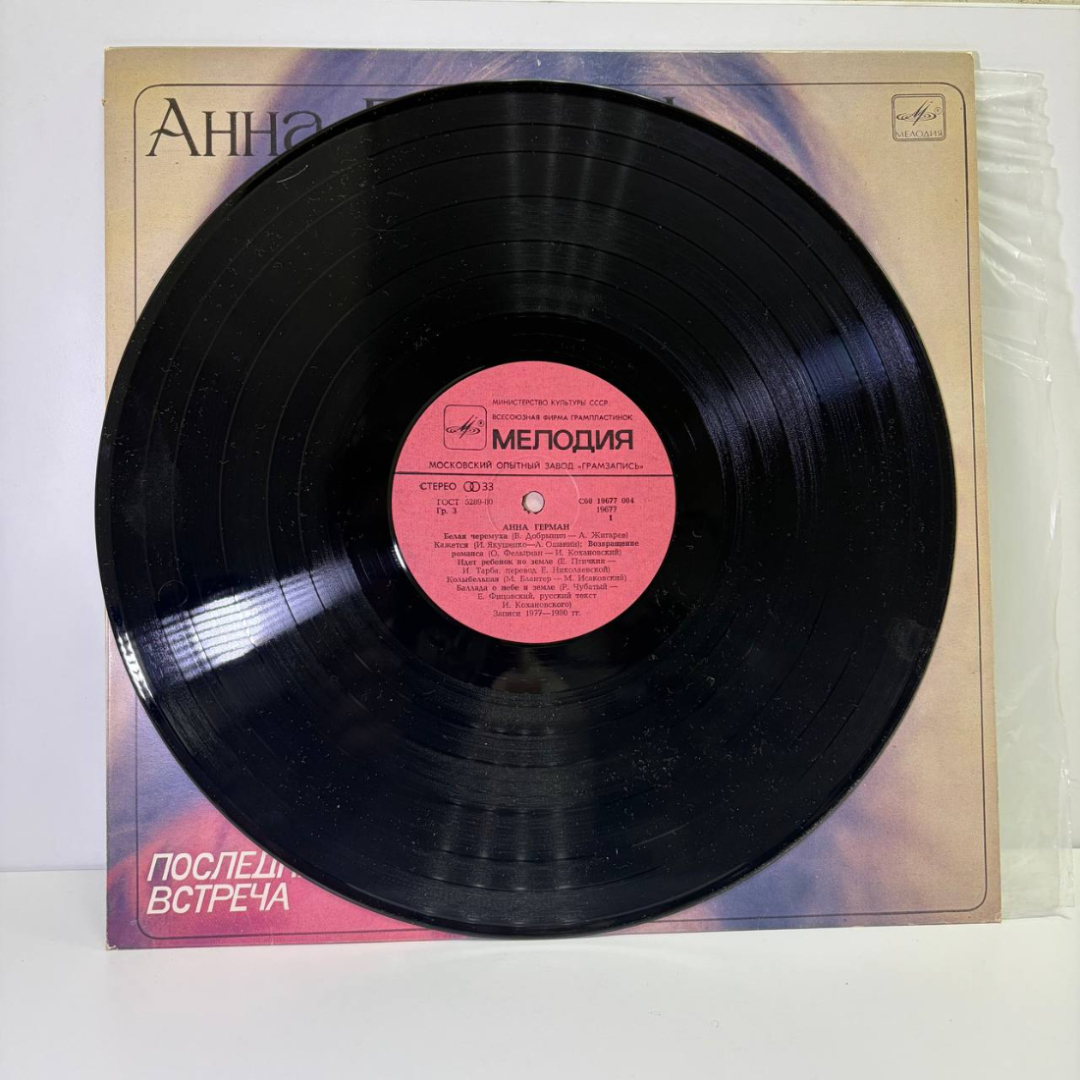 Анна
МЕЛОДИЯ
МИНИСТЕРСТВО КУЛЬТУРЫ СССР
ВСЕСОЮЗНАЯ ФИРМА ГРАМПЛАСТИНОК
МЕЛОДИЯ
МОСКОВСКИЙ ОПЫТНЫЙ ЗАВОД «ГРАМЗАПИСЬ»
СТЕРЕО 33
ГОСТ 5289-80 С60 19677 004
Гр. 3 19677
1
АННА ГЕРМАН
Белая черемуха (В. Добрынин — А. Жигарев)
Кажется (И. Якушенко—Л. Ошанин); Возвращение
романса (О. Фельцман — И. Кохановский)
Идет ребенок по земле (Е. Птичкин —
И. Тарба, перевод Е. Николаевской)
Колыбельная (М. Блантер — М. Исаковский)
Баллада о небе и земле (Р. Чубатый —
Е. Фицовский, русский текст
И. Кохановского)
Записи 1977—1980 гг.
ПОСЛЕДН
ВСТРЕЧА